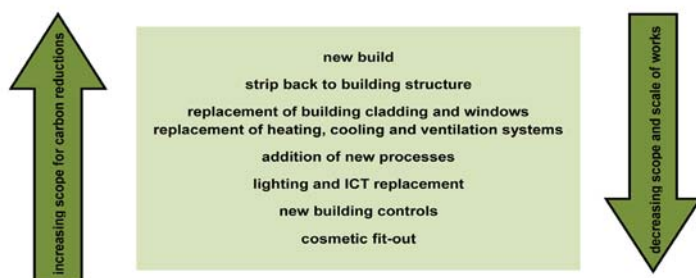 increasing scope for carbon reductions
new build
strip back to building structure
replacement of building cladding and windows
replacement of heating, cooling and ventilation systems
addition of new processes
lighting and ICT replacement
new building controls
cosmetic fit-out
decreasing scope and scale of works